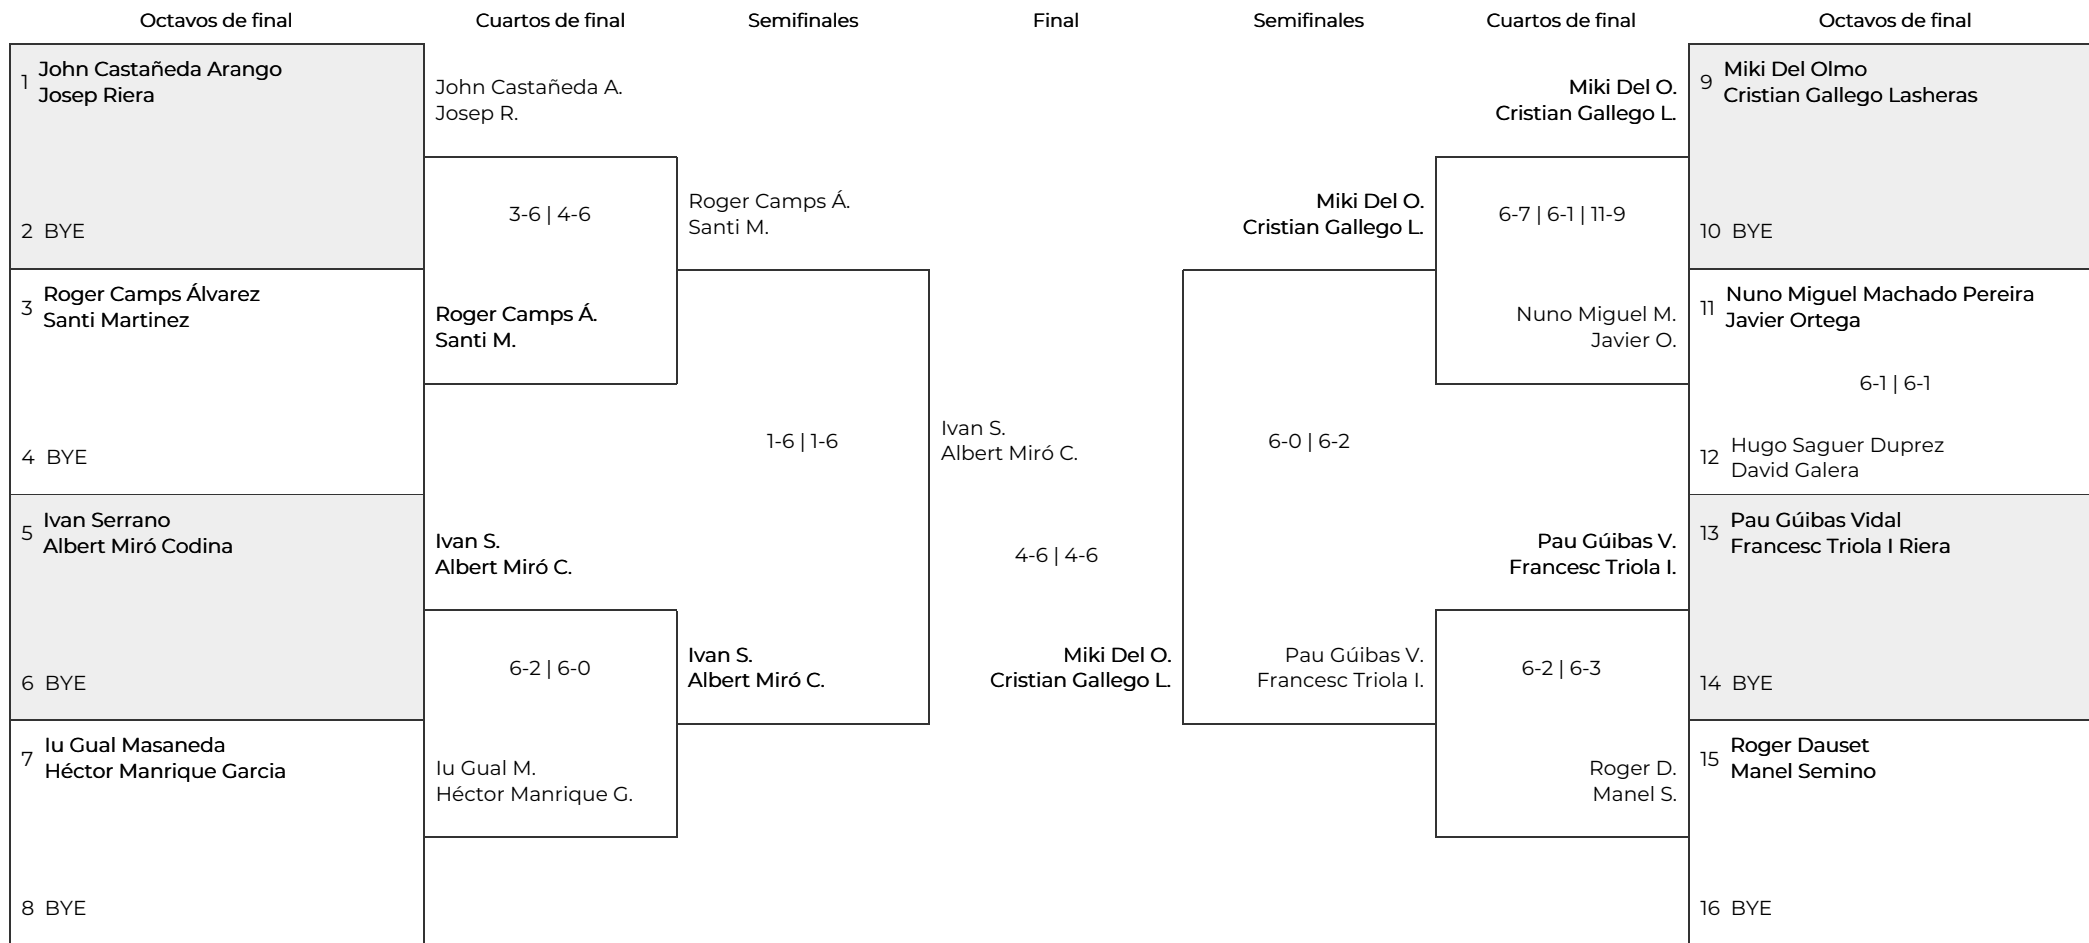 Octavos de final
Cuartos de final
Semifinales
Final
Semifinales
Cuartos de final
Octavos de final
1
John Castañeda Arango
Josep Riera
2 BYE
3
Roger Camps Álvarez
Santi Martinez
4 BYE
5
Ivan Serrano
Albert Miró Codina
6 BYE
7
Iu Gual Masaneda
Héctor Manrique Garcia
8 BYE
John Castañeda A.
Josep R.
3-6 | 4-6
Roger Camps Á.
Santi M.
Ivan S.
Albert Miró C.
6-2 | 6-0
Iu Gual M.
Héctor Manrique G.
Roger Camps Á.
Santi M.
1-6 | 1-6
Ivan S.
Albert Miró C.
Ivan S.
Albert Miró C.
4-6 | 4-6
Miki Del O.
Cristian Gallego L.
Miki Del O.
Cristian Gallego L.
6-0 | 6-2
Pau Gúibas V.
Francesc Triola I.
Miki Del O.
Cristian Gallego L.
6-7 | 6-1 | 11-9
Nuno Miguel M.
Javier O.
Pau Gúibas V.
Francesc Triola I.
6-2 | 6-3
Roger D.
Manel S.
9
Miki Del Olmo
Cristian Gallego Lasheras
10 BYE
11
Nuno Miguel Machado Pereira
Javier Ortega
6-1 | 6-1
12
Hugo Saguer Duprez
David Galera
13
Pau Gúibas Vidal
Francesc Triola I Riera
14 BYE
15
Roger Dauset
Manel Semino
16 BYE